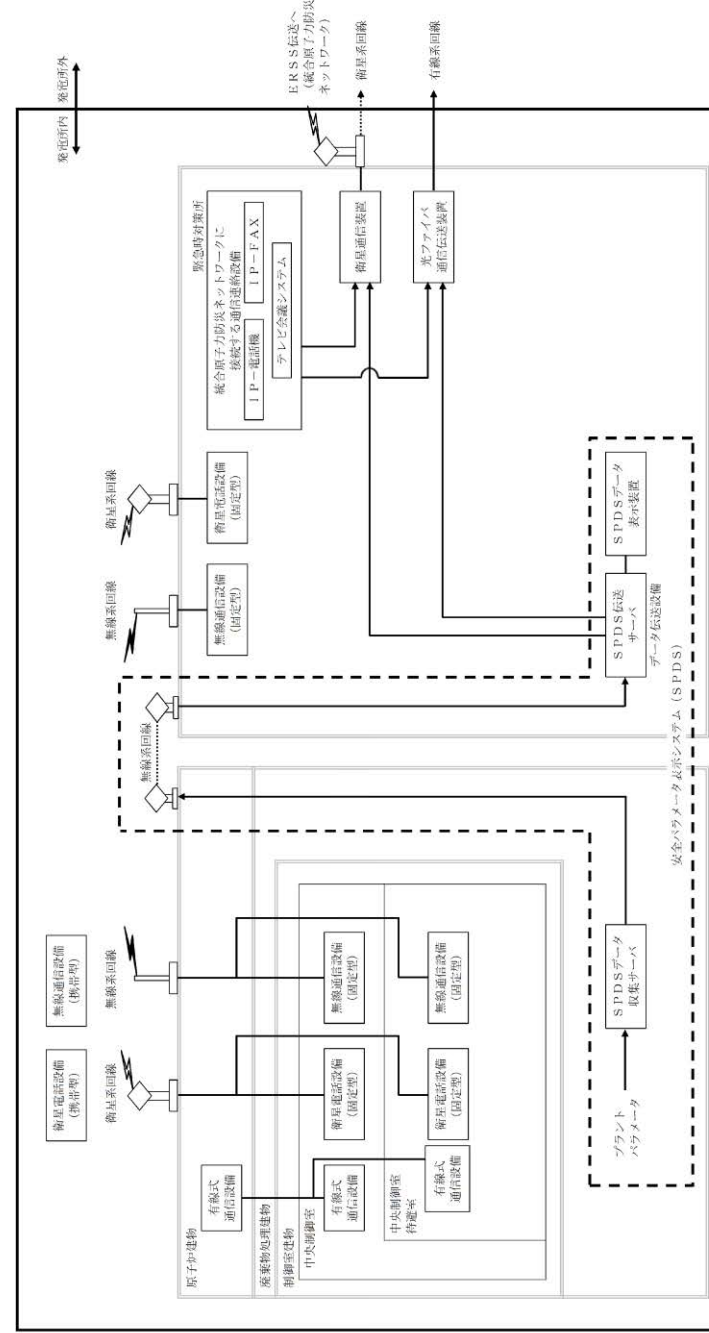 発電所内
発電所外
衛星電話設備
(携帯型)
無線通信設備
(携帯型)
衛星系回線
無線系回線
無線系回線
無線系回線
衛星系回線
ERSS伝送へ
(統合原子力防災
ネットワーク)
衛星系回線
有線系回線
原子炉建物
有線式
通信設備
廃棄物処理建物
制御室建物
中央制御室
有線式
通信設備
衛星電話設備
(固定型)
無線通信設備
(固定型)
中央制御室
待避室
有線式
通信設備
衛星電話設備
(固定型)
無線通信設備
(固定型)
無線通信設備
(固定型)
衛星電話設備
(固定型)
緊急時対策所
統合原子力防災ネットワークに
接続する通信連絡設備
IP-電話機
IP-FAX
テレビ会議システム
衛星通信装置
光ファイバ
通信伝送装置
プラント
パラメータ
SPDSデータ
収集サーバ
SPDS伝送
サーバ
SPDSデータ
表示装置
データ伝送設備
安全パラメータ表示システム(SPDS)